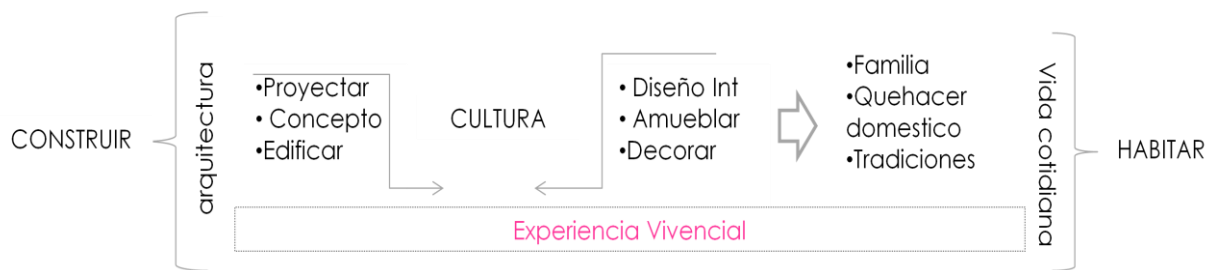 CONSTRUIR
arquitectura
•Proyectar
• Concepto
•Edificar
CULTURA
• Diseño Int
• Amueblar
•Decorar
•Familia
•Quehacer
domestico
•Tradiciones
Vida cotidiana
HABITAR
Experiencia Vivencial